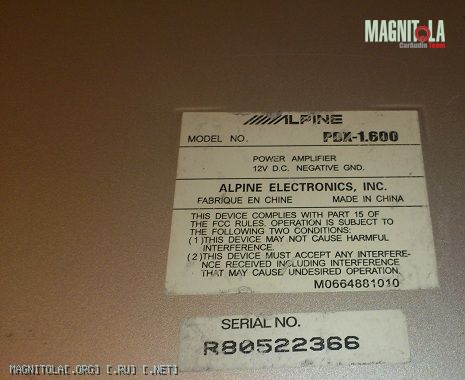 MAGNITOLA
CarAudio Team
ALPINE
MODEL NO. PDX-1.600
POWER AMPLIFIER
12V D.C. NEGATIVE GND.
ALPINE ELECTRONICS, INC.
FABRIQUE EN CHINE MADE IN CHINA
THIS DEVICE COMPLIES WITH PART 15 OF
THE FCC RULES. OPERATION IS SUBJECT TO
THE FOLLOWING TWO CONDITIONS:
(1)THIS DEVICE MAY NOT CAUSE HARMFUL
INTERFERENCE.
(2)THIS DEVICE MUST ACCEPT ANY INTERFERE-
NCE RECEIVED INCLUDING INTERFERENCE
THAT MAY CAUSE UNDESIRED OPERATION.
M0664881010
SERIAL NO.
R80522366
MAGNITOLA[.ORG] [.RU] [.NET]